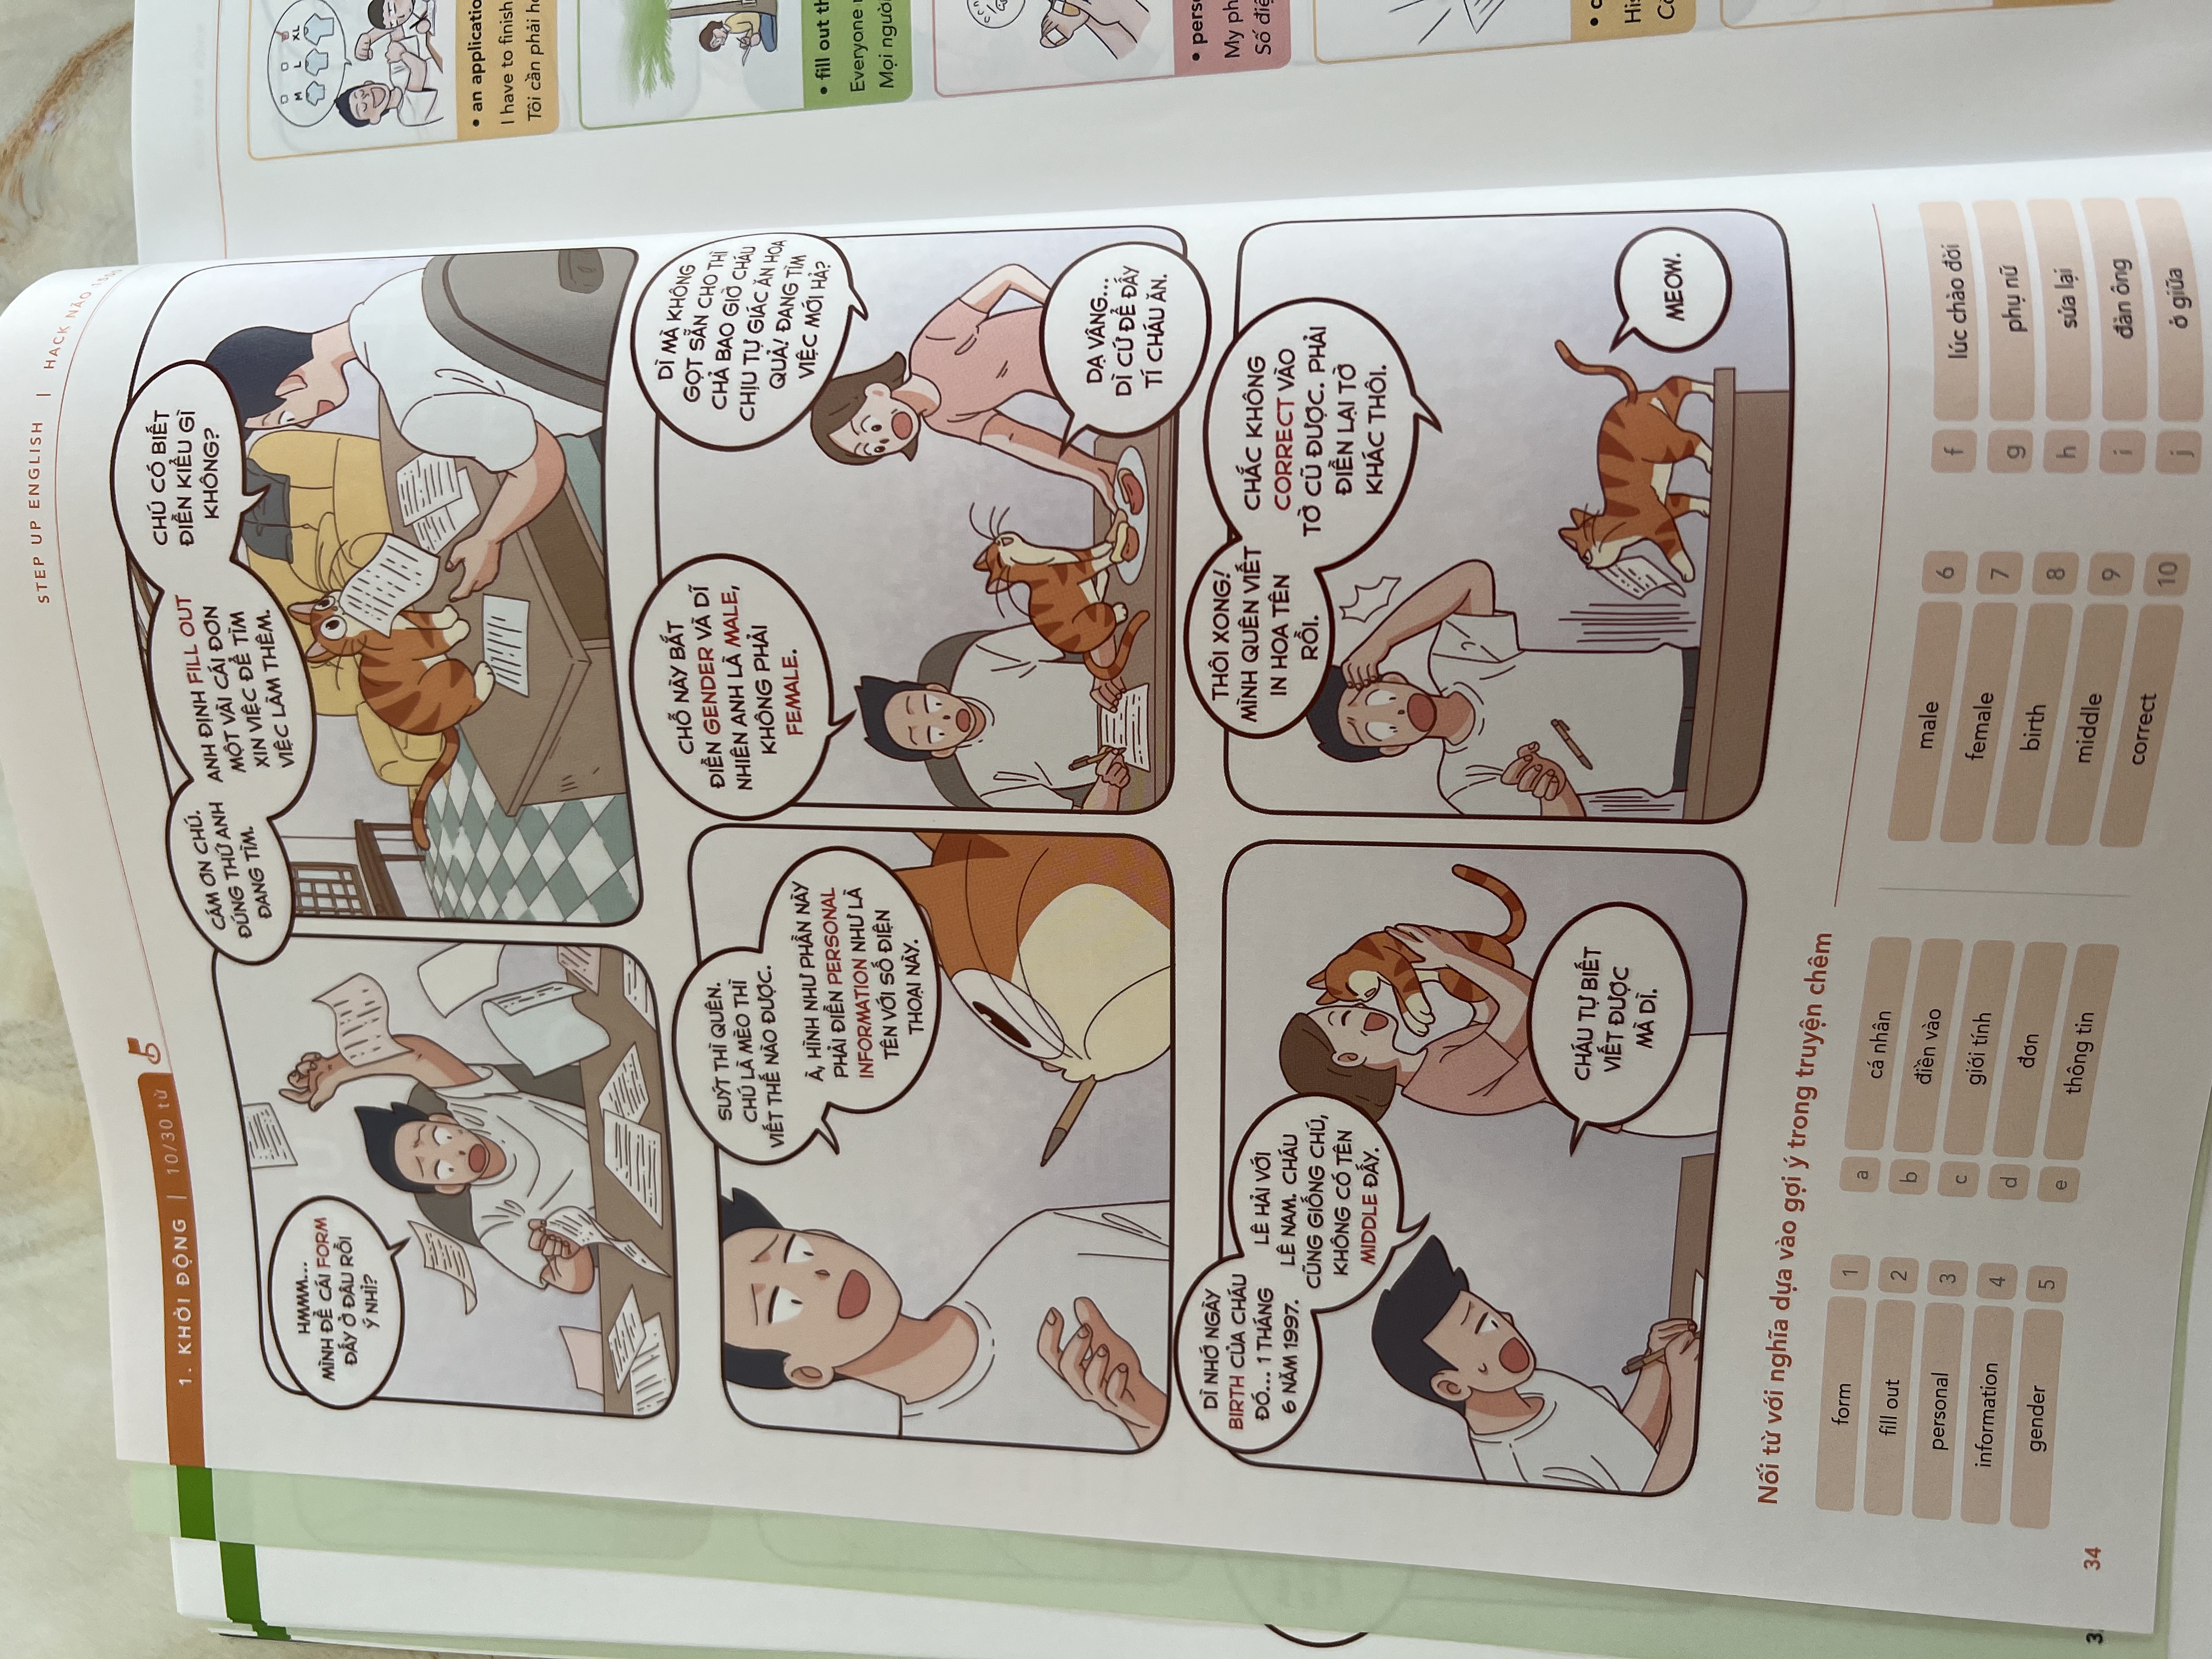 STEP UP ENGLISH | HACK NÃO
1. KHỞI ĐỘNG | 10/30 từ
HMMM...
MÌNH ĐỂ CÁI FORM
ĐẤY Ở ĐÂU RỒI
Ý NHỈ?
CÁM ƠN CHÚ.
ĐÚNG THỨ ANH
ĐANG TÌM.
ANH ĐỊNH FILL OUT
MỘT VÀI CÁI ĐƠN
XIN VIỆC ĐỂ TÌM
VIỆC LÀM THÊM.
CHÚ CÓ BIẾT
ĐIỀN KIỂU GÌ
KHÔNG?
SUÝT THÌ QUÊN.
CHÚ LÀ MÈO THÌ
VIẾT THẾ NÀO ĐƯỢC.
À, HÌNH NHƯ PHẦN NÀY
PHẢI ĐIỀN PERSONAL
INFORMATION NHƯ LÀ
TÊN VỚI SỐ ĐIỆN
THOẠI NÀY.
CHỖ NÀY BẮT
ĐIỀN GENDER VÀ DĨ
NHIÊN ANH LÀ MALE,
KHÔNG PHẢI
FEMALE.
DÌ MÀ KHÔNG
GỌT SẴN CHO THÌ
CHẢ BAO GIỜ CHÁU
CHỊU TỰ GIÁC ĂN HOA
QUẢ! ĐANG TÌM
VIỆC MỚI HẢ?
DẠ VÂNG...
DÌ CỨ ĐỂ ĐẤY
TÍ CHÁU ĂN.
DÌ NHỚ NGÀY
BIRTH CỦA CHÁU
ĐÓ... 1 THÁNG
6 NĂM 1997.
LÊ HẢI VỚI
LÊ NAM. CHÁU
CŨNG GIỐNG CHÚ,
KHÔNG CÓ TÊN
MIDDLE ĐẤY.
CHÁU TỰ BIẾT
VIẾT ĐƯỢC
MÀ DÌ.
THÔI XONG!
MÌNH QUÊN VIẾT
IN HOA TÊN
RỒI.
CHẮC KHÔNG
CORRECT VÀO
TỜ CŨ ĐƯỢC. PHẢI
ĐIỀN LẠI TỜ
KHÁC THÔI.
MEOW.
Nối từ với nghĩa dựa vào gợi ý trong truyện chêm
form 1
fill out 2
personal 3
information 4
gender 5
a cá nhân
b điền vào
c giới tính
d đơn
e thông tin
male 6
female 7
birth 8
middle 9
correct 10
f lúc chào đời
g phụ nữ
h sửa lại
i đàn ông
j ở giữa
34
3
M L XL
• an
I have to finish
Tôi cần phải
• fill out
Everyone
Mọi
•
My
Số
•